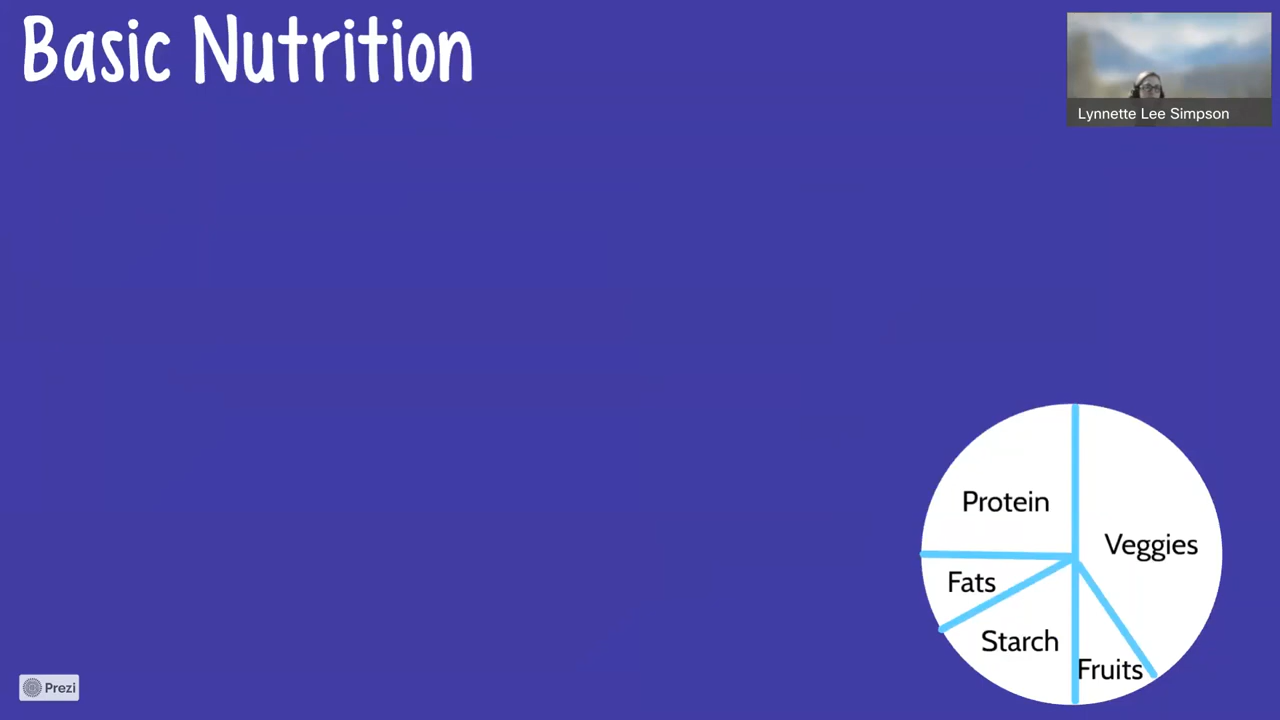 Basic Nutrition
Lynnette Lee Simpson
Protein
Veggies
Fats
Starch
Fruits
Prezi